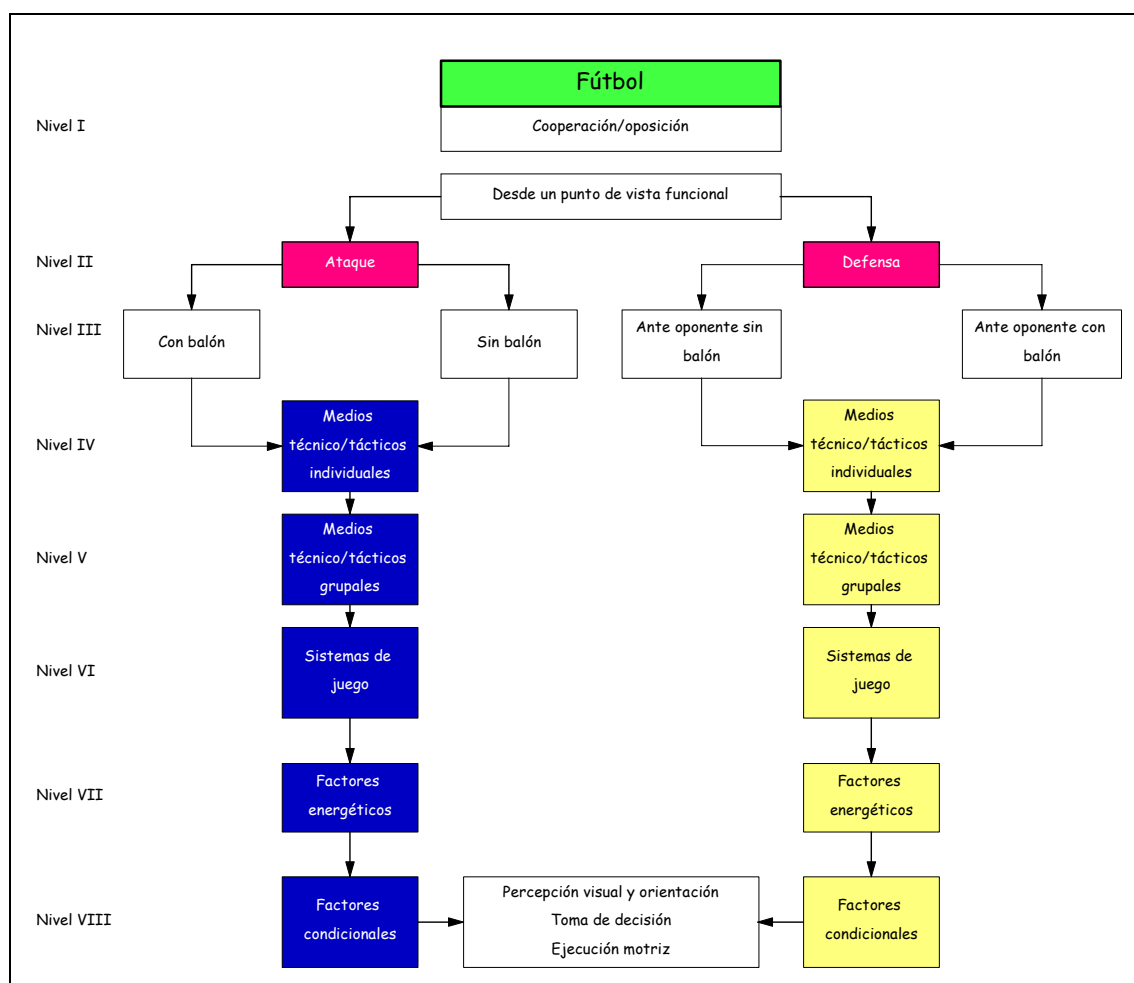 Fútbol
Nivel I
Cooperación/oposición
Desde un punto de vista funcional
Nivel II
Ataque
Defensa
Nivel III
Con balón
Sin balón
Ante oponente sin
balón
Ante oponente con
balón
Nivel IV
Medios
técnico/tácticos
individuales
Medios
técnico/tácticos
individuales
Nivel V
Medios
técnico/tácticos
grupales
Medios
técnico/tácticos
grupales
Nivel VI
Sistemas de
juego
Sistemas de
juego
Nivel VII
Factores
energéticos
Factores
energéticos
Nivel VIII
Factores
condicionales
Percepción visual y orientación
Toma de decisión
Ejecución motriz
Factores
condicionales